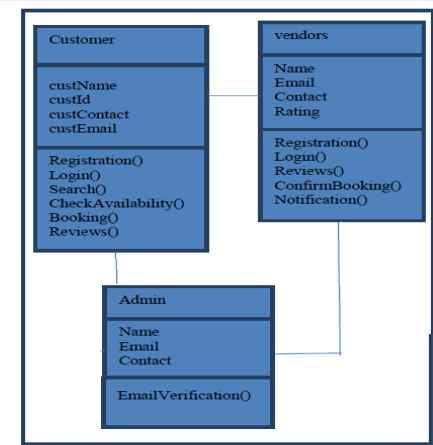 Customer
custName
custId
custContact
custEmail
Registration()
Login()
Search()
CheckAvailability()
Booking()
Reviews()
vendors
Name
Email
Contact
Rating
Registration()
Login()
Reviews()
ConfirmBooking()
Notification()
Admin
Name
Email
Contact
EmailVerification()